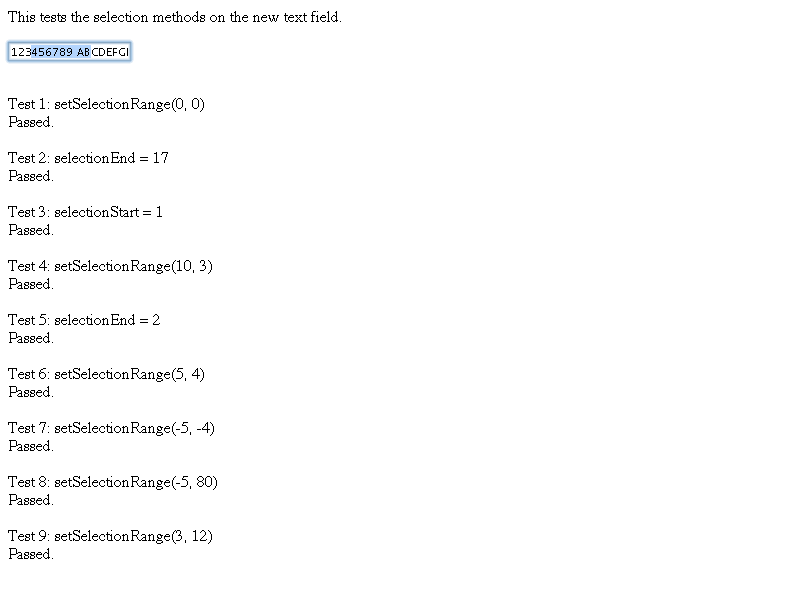 This tests the selection methods on the new text field.
123456789 ABCDEFGI
Test 1: setSelectionRange(0, 0)
Passed.
Test 2: selectionEnd = 17
Passed.
Test 3: selectionStart = 1
Passed.
Test 4: setSelectionRange(10, 3)
Passed.
Test 5: selectionEnd = 2
Passed.
Test 6: setSelectionRange(5, 4)
Passed.
Test 7: setSelectionRange(-5, -4)
Passed.
Test 8: setSelectionRange(-5, 80)
Passed.
Test 9: setSelectionRange(3, 12)
Passed.